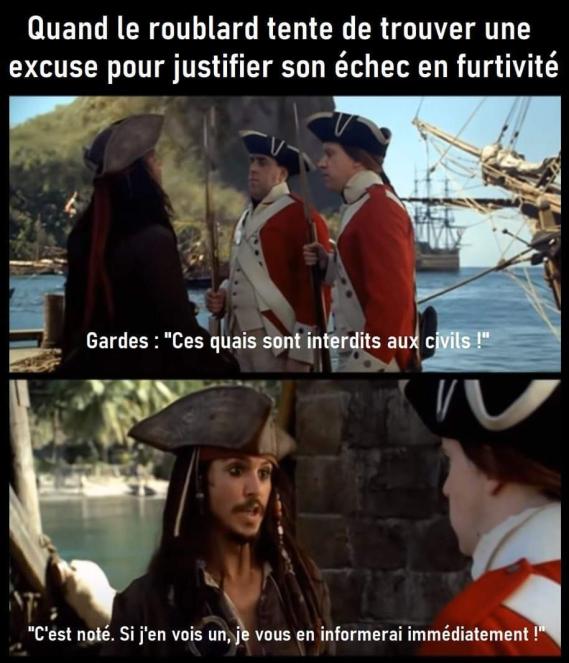 Quand le roublard tente de trouver une
excuse pour justifier son échec en furtivité
Gardes : "Ces quais sont interdits aux civils !"
"C'est noté. Si j'en vois un, je vous en informerai immédiatement !"